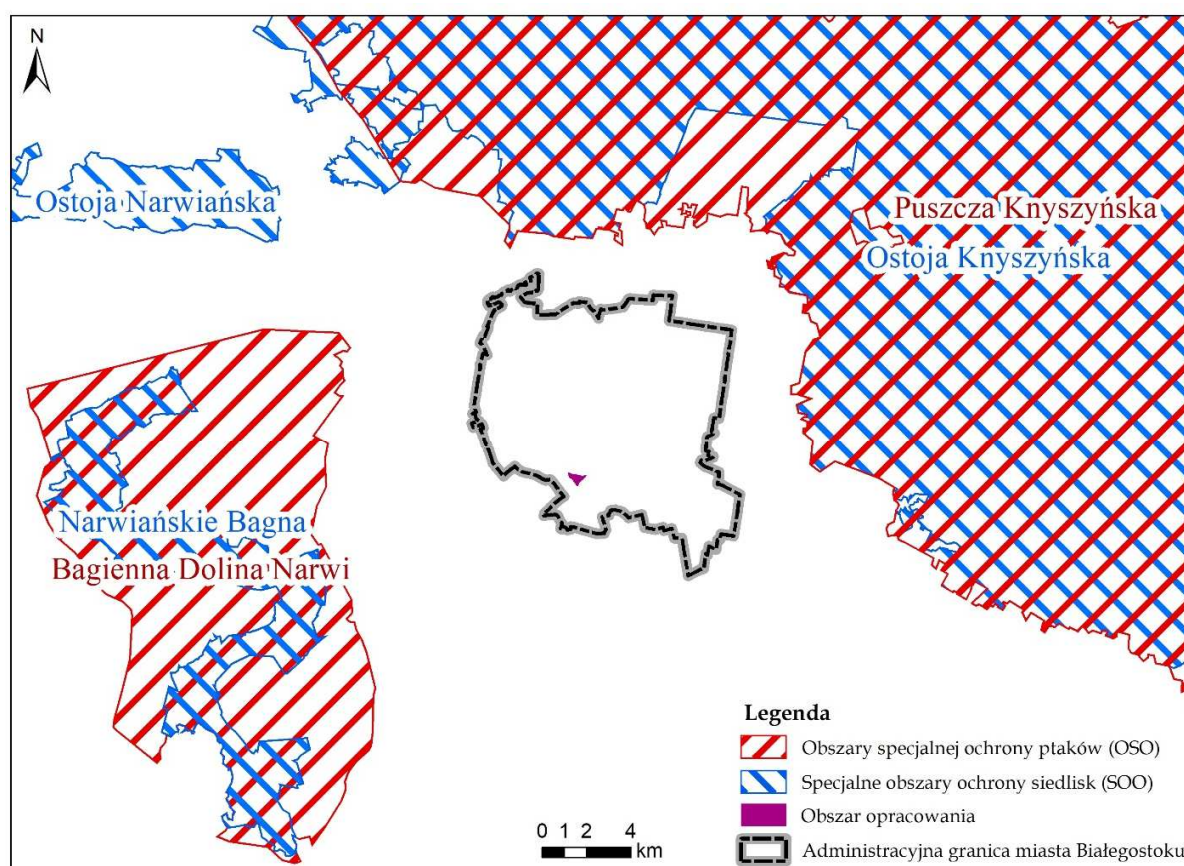 N
Ostoja Narwiańska
Puszcza Knyszyńska
Ostoja Knyszyńska
Narwiańskie Bagna
Bagienna Dolina Narwi
Legenda
Obszary specjalnej ochrony ptaków (OSO)
Specjalne obszary ochrony siedlisk (SOO)
Obszar opracowania
Administracyjna granica miasta Białegostoku
0 1 2 4
km